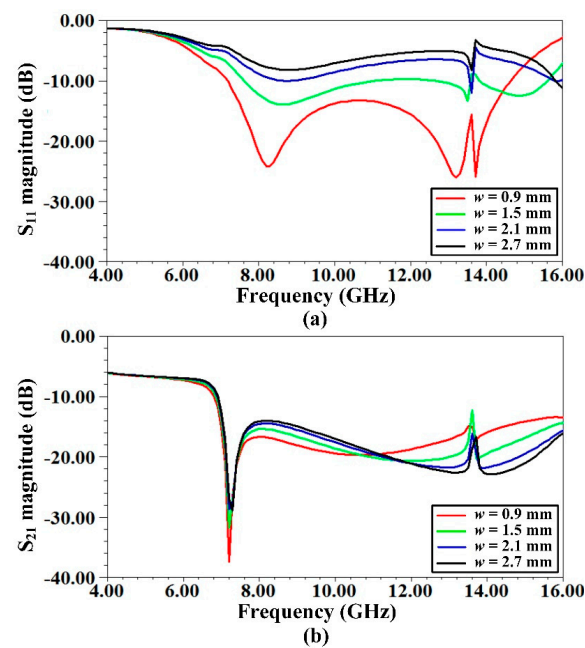 0.00
-10.00
-20.00
-30.00
-40.00
S11 magnitude (dB)
w = 0.9 mm
w = 1.5 mm
w = 2.1 mm
w = 2.7 mm
4.00 6.00 8.00 10.00 12.00 14.00 16.00
Frequency (GHz)
(a)
0.00
-10.00
-20.00
-30.00
-40.00
S21 magnitude (dB)
w = 0.9 mm
w = 1.5 mm
w = 2.1 mm
w = 2.7 mm
4.00 6.00 8.00 10.00 12.00 14.00 16.00
Frequency (GHz)
(b)